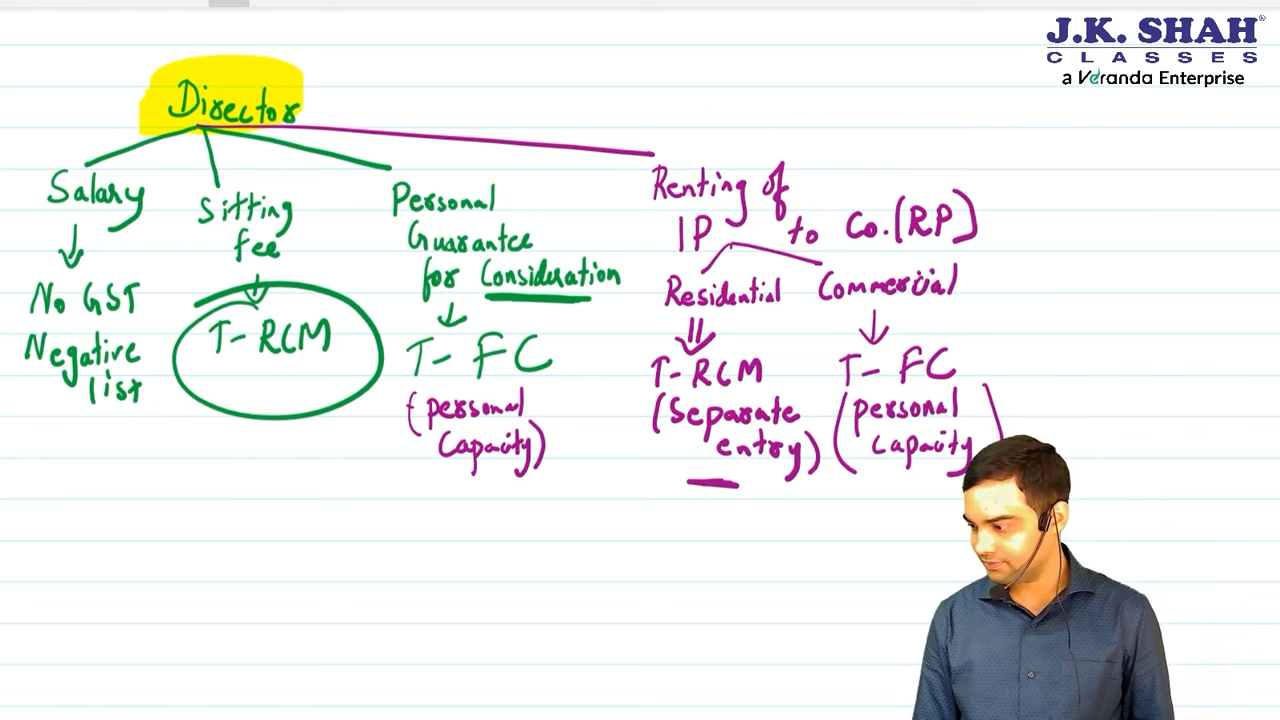 J.K. SHAH®
CLASSES
a Veranda Enterprise
Director
Salary
↓
No GST
Negative
list
Sitting
fee
↓
T- RCM
Personal
Guarantee
for Consideration
↓
T- FC
(personal
Capacity)
Renting of
IP to Co. (RP)
Residential
⇓
T-RCM
(Separate
entry)
Commercial
↓
T- FC
(personal
Capacity)